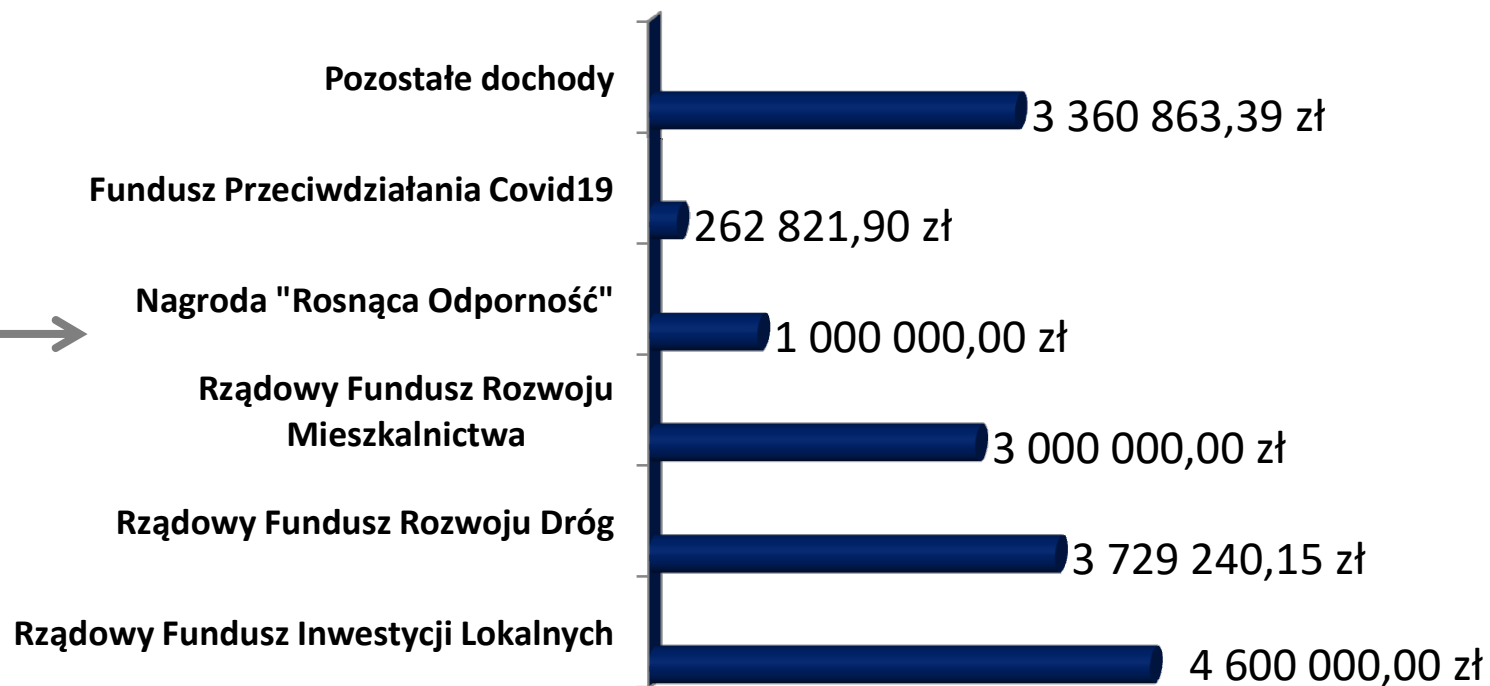 Pozostałe dochody
3 360 863,39 zł
Fundusz Przeciwdziałania Covid19
262 821,90 zł
Nagroda "Rosnąca Odporność"
1 000 000,00 zł
Rządowy Fundusz Rozwoju
Mieszkalnictwa
3 000 000,00 zł
Rządowy Fundusz Rozwoju Dróg
3 729 240,15 zł
Rządowy Fundusz Inwestycji Lokalnych
4 600 000,00 zł